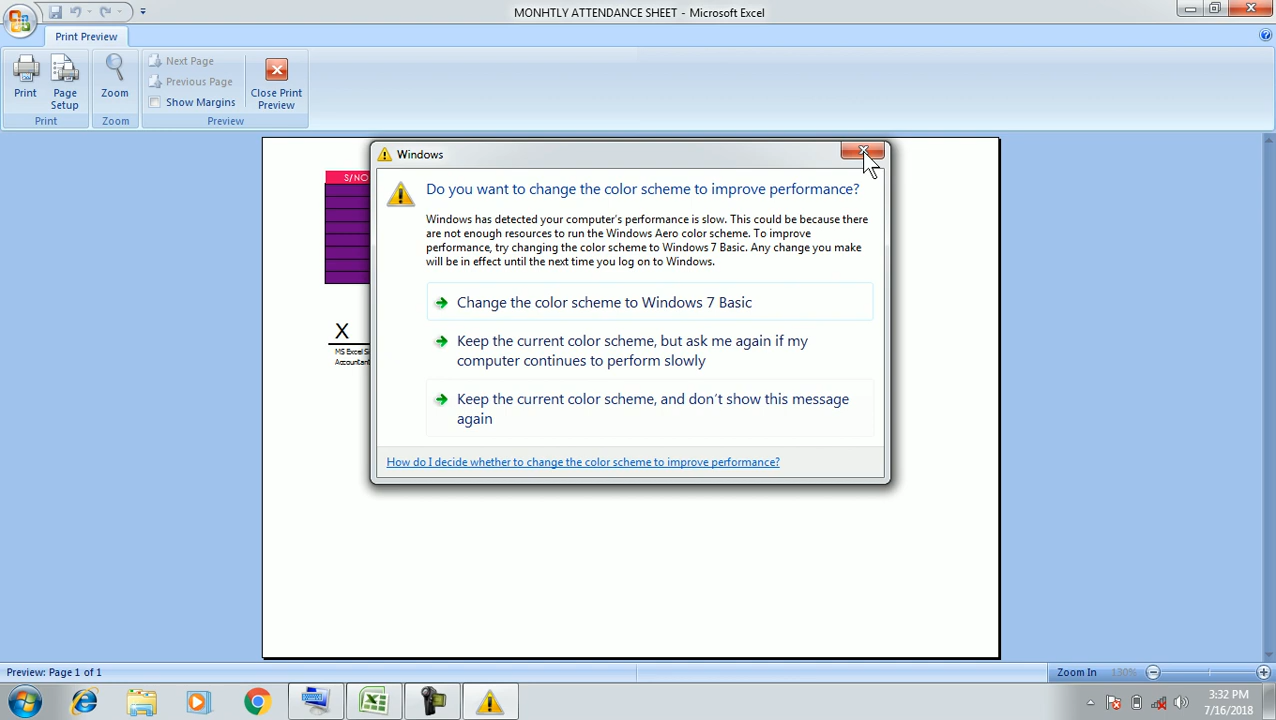 MONHTLY ATTENDANCE SHEET - Microsoft Excel
Print Preview
Print
Page Setup
Zoom
Next Page
Previous Page
Show Margins
Close Print Preview
Print
Zoom
Preview
S/NO
X
MS Excel
Accountant
Windows
Do you want to change the color scheme to improve performance?
Windows has detected your computer's performance is slow. This could be because there
are not enough resources to run the Windows Aero color scheme. To improve
performance, try changing the color scheme to Windows 7 Basic. Any change you make
will be in effect until the next time you log on to Windows.
Change the color scheme to Windows 7 Basic
Keep the current color scheme, but ask me again if my
computer continues to perform slowly
Keep the current color scheme, and don't show this message
again
How do I decide whether to change the color scheme to improve performance?
Preview: Page 1 of 1
Zoom In
130%
3:32 PM
7/16/2018